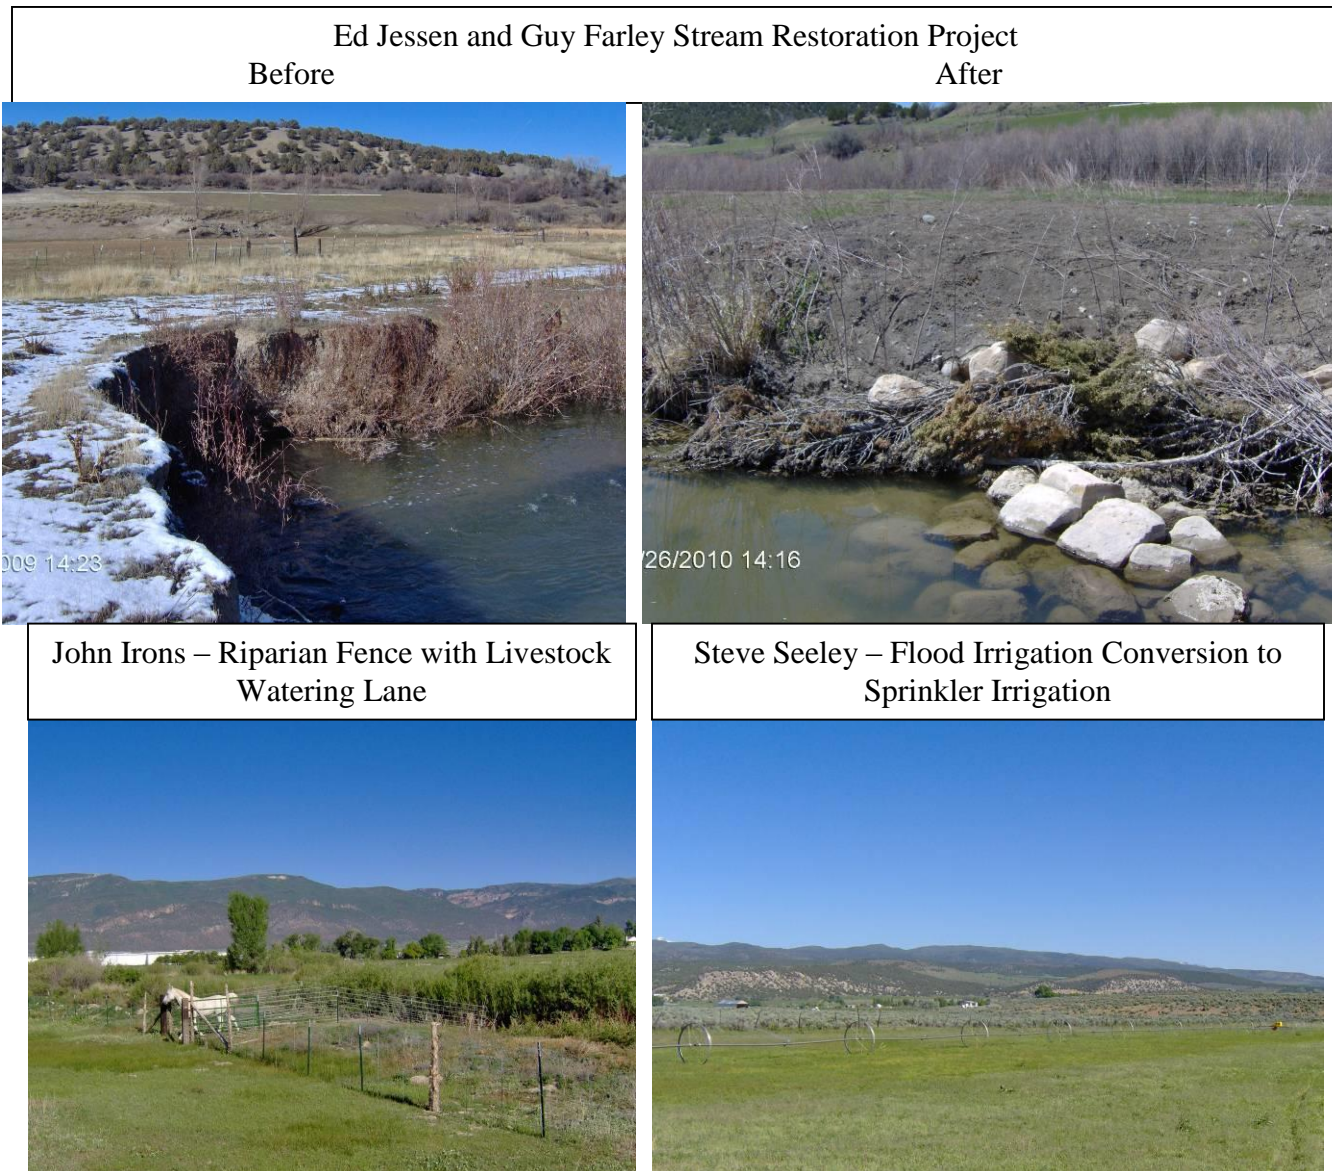 Ed Jessen and Guy Farley Stream Restoration Project
Before After
009 14:23
/26/2010 14:16
John Irons – Riparian Fence with Livestock
Watering Lane
Steve Seeley – Flood Irrigation Conversion to
Sprinkler Irrigation